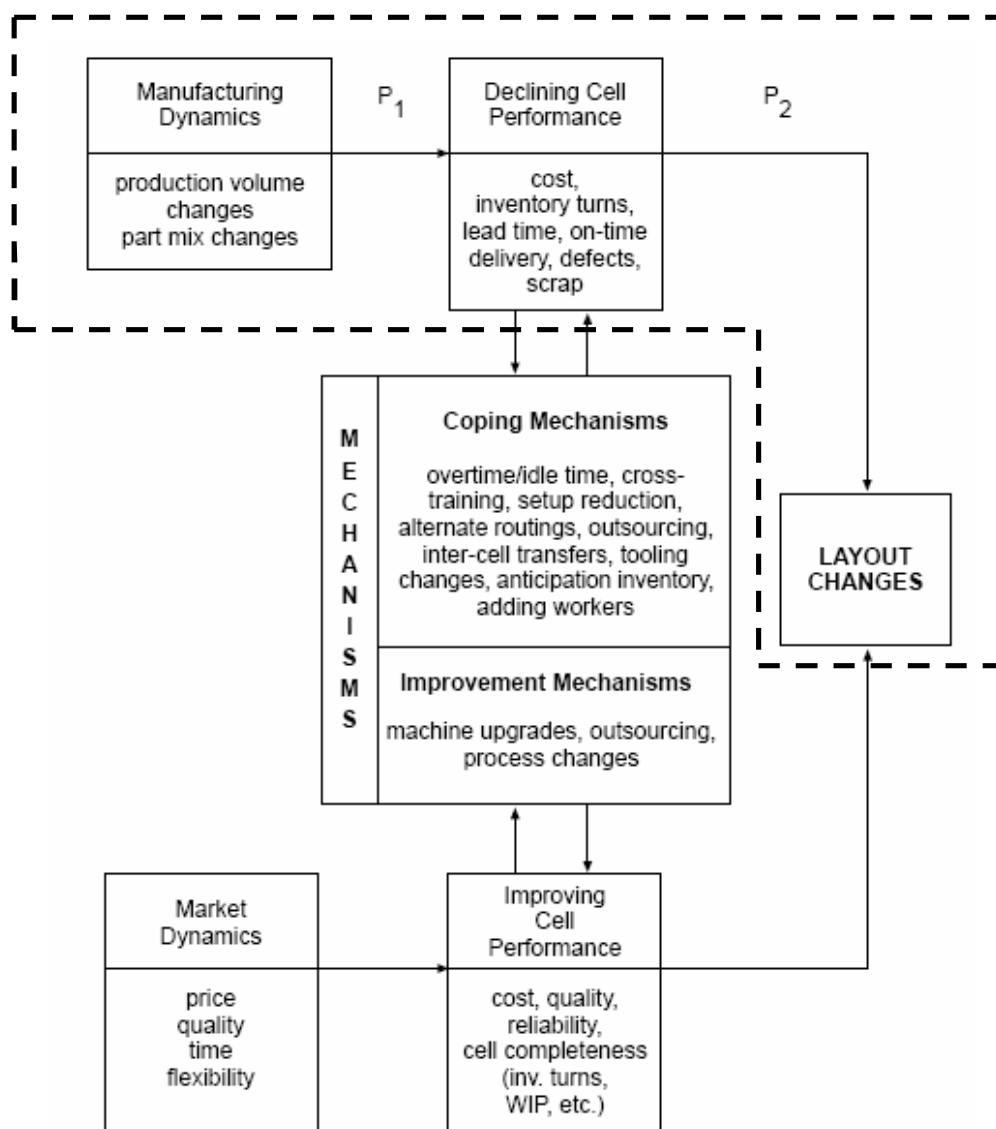 Manufacturing
Dynamics
P1
Declining Cell
Performance
P2
production volume
changes
part mix changes
cost,
inventory turns,
lead time, on-time
delivery, defects,
scrap
MECHANISMS
Coping Mechanisms
overtime/idle time, cross-
training, setup reduction,
alternate routings, outsourcing,
inter-cell transfers, tooling
changes, anticipation inventory,
adding workers
LAYOUT
CHANGES
Improvement Mechanisms
machine upgrades, outsourcing,
process changes
Market
Dynamics
Improving
Cell
Performance
price
quality
time
flexibility
cost, quality,
reliability,
cell completeness
(inv. turns,
WIP, etc.)